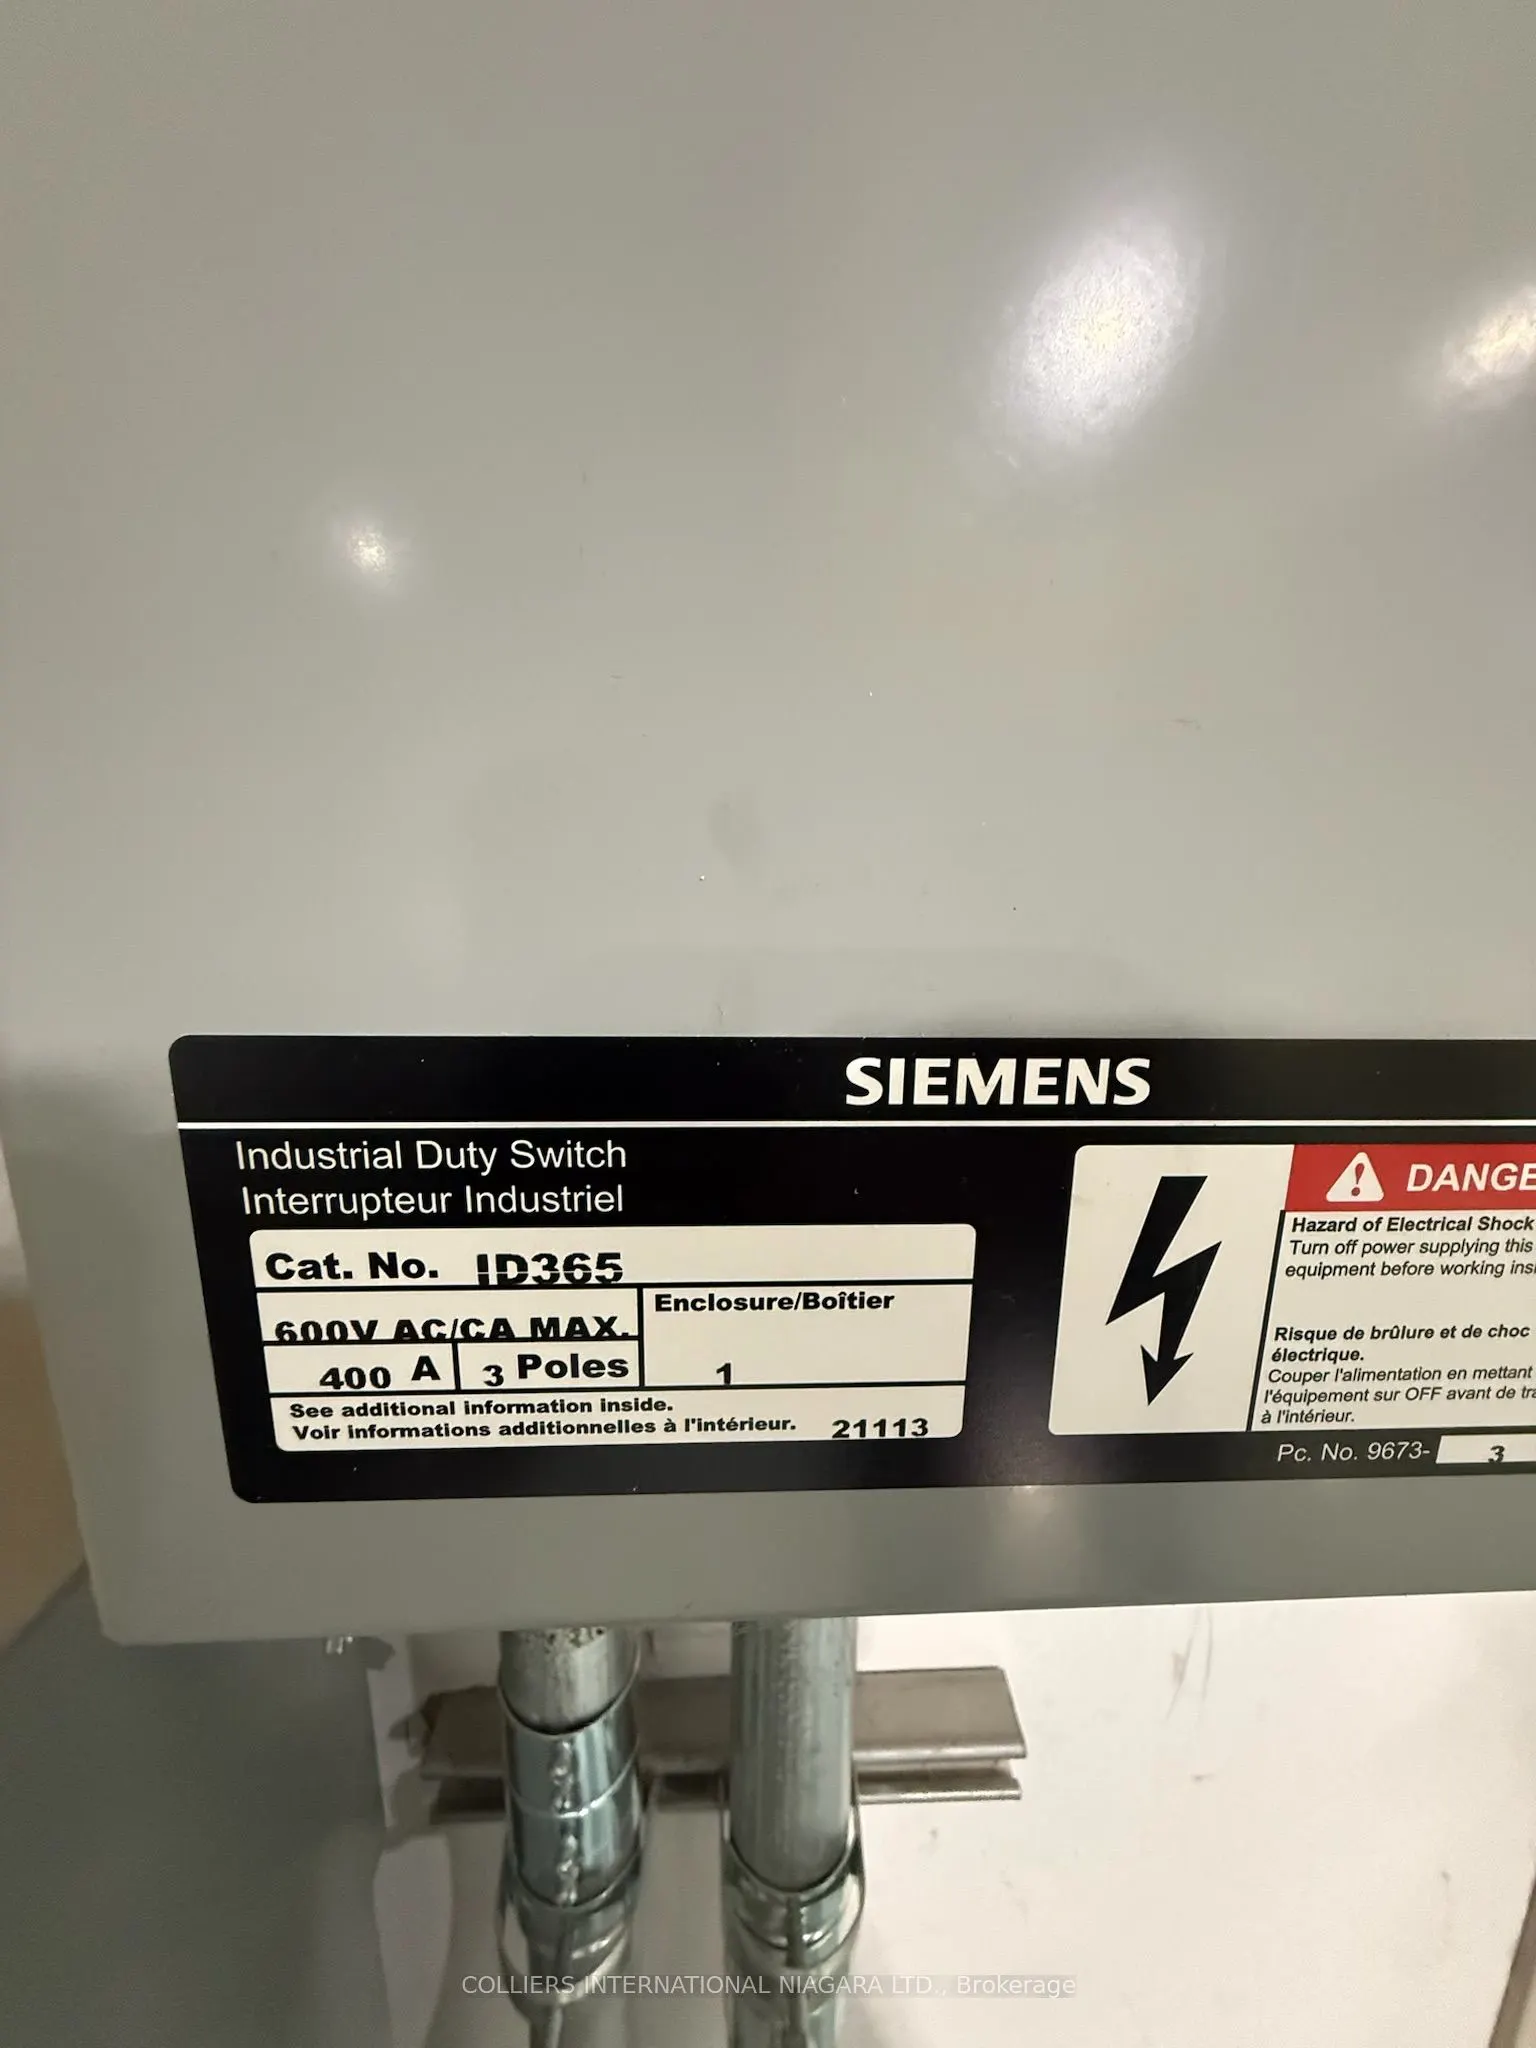 SIEMENS
Industrial Duty Switch
Interrupteur Industriel
Cat. No. ID365
600V AC/CA MAX.
Enclosure/Boîtier
400 A
3 Poles
1
See additional information inside.
Voir informations additionnelles à l'intérieur. 21113
DANGE
Hazard of Electrical Shock
Turn off power supplying this
equipment before working insi
Risque de brûlure et de choc
électrique.
Couper l'alimentation en mettant
l'équipement sur OFF avant de tra
à l'intérieur.
Pc. No. 9673- 3
COLLIERS INTERNATIONAL NIAGARA LTD., Brokerage